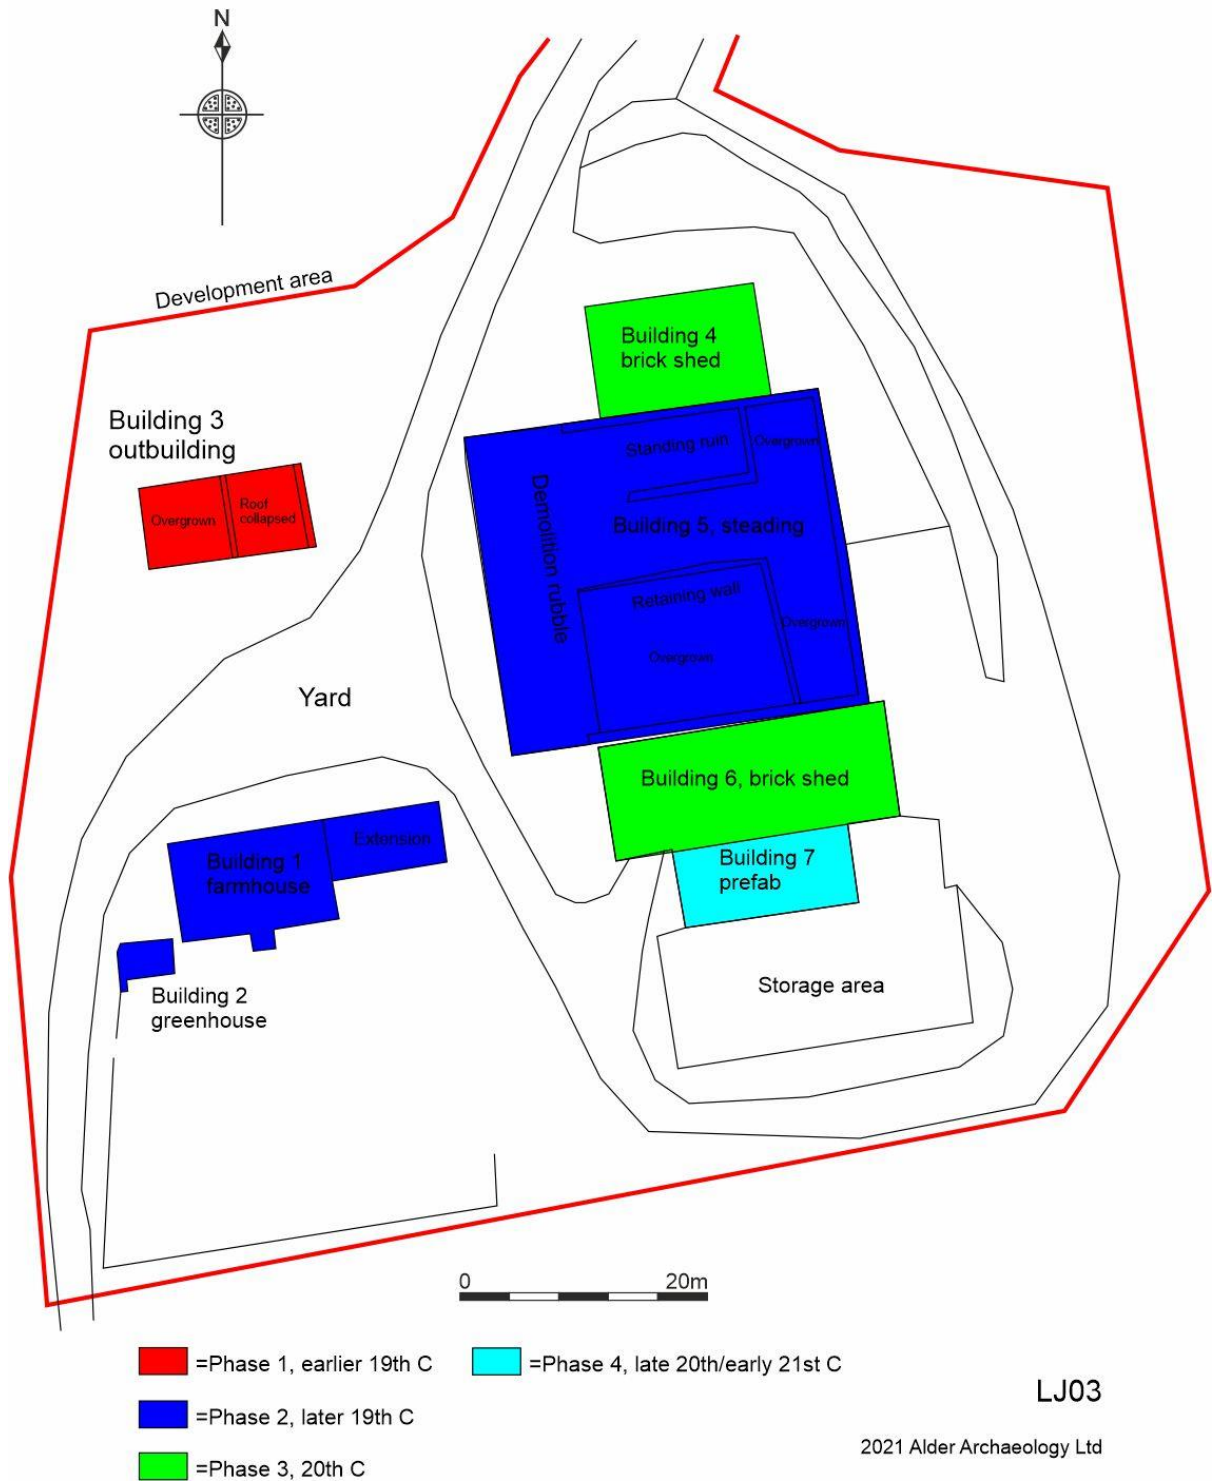 N
Development area
Building 4
brick shed
Building 3
outbuilding
Overgrown
Roof
collapsed
Standing ruin
Overgrown
Demolition rubble
Building 5, steading
Retaining wall
Overgrown
Overgrown
Yard
Building 6, brick shed
Building 1
farmhouse
Extension
Building 7
prefab
Building 2
greenhouse
Storage area
0 20m
=Phase 1, earlier 19th C
=Phase 4, late 20th/early 21st C
=Phase 2, later 19th C
=Phase 3, 20th C
LJ03
2021 Alder Archaeology Ltd